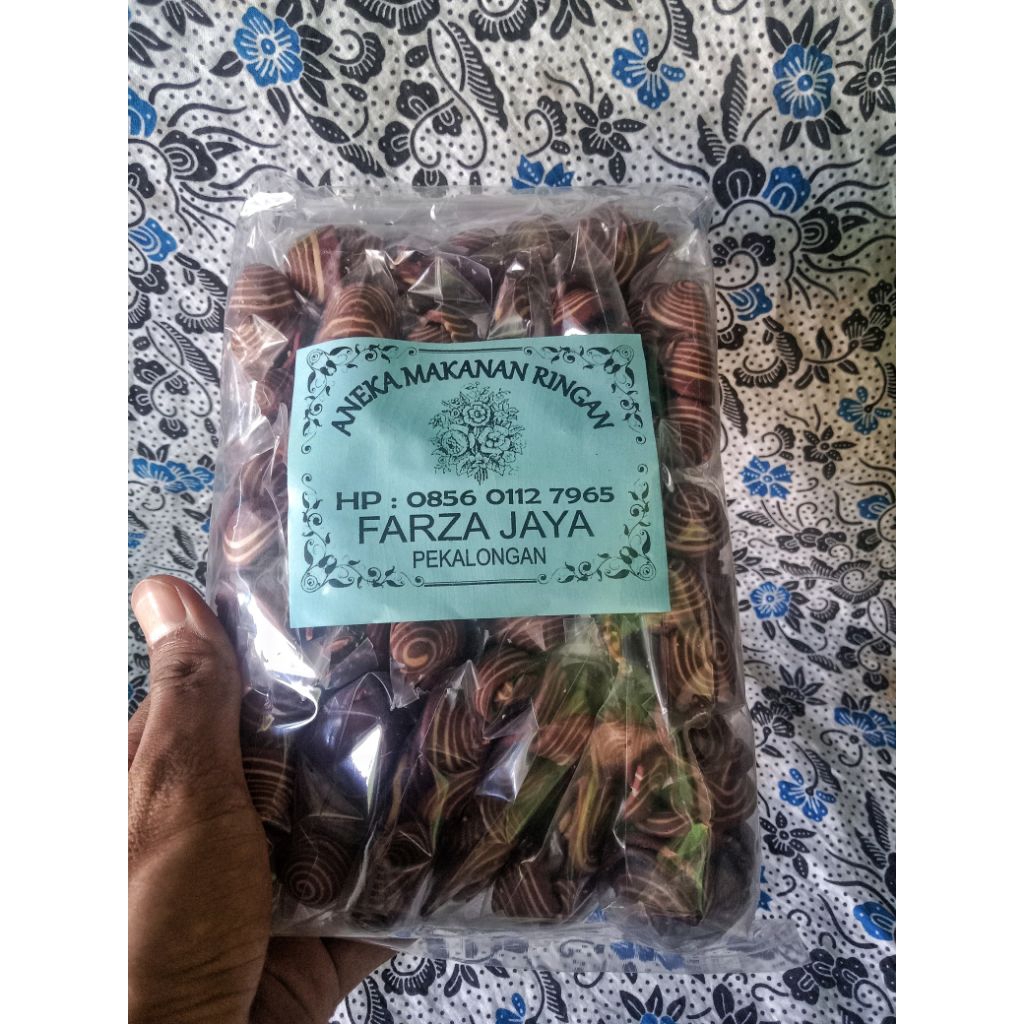 ANEKA MAKANAN RINGAN
HP : 0856 0112 7965
FARZA JAYA
PEKALONGAN